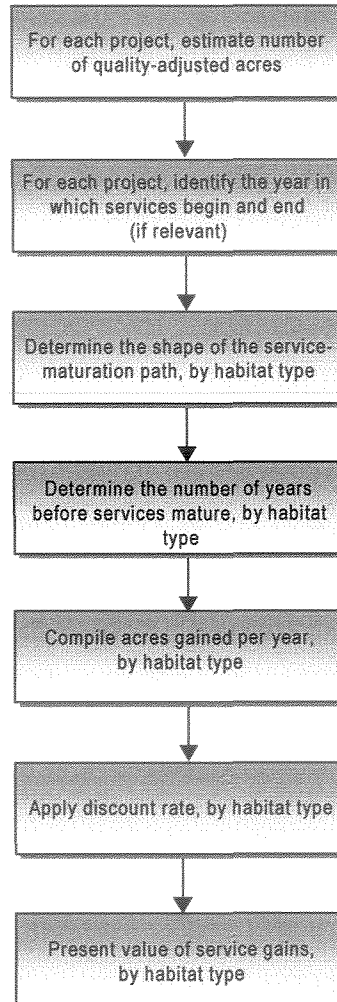 For each project, estimate number
of quality-adjusted acres
For each project, identify the year in
which services begin and end
(if relevant)
Determine the shape of the service-
maturation path, by habitat type
Determine the number of years
before services mature, by habitat
type
Compile acres gained per year,
by habitat type
Apply discount rate, by habitat type
Present value of service gains,
by habitat type